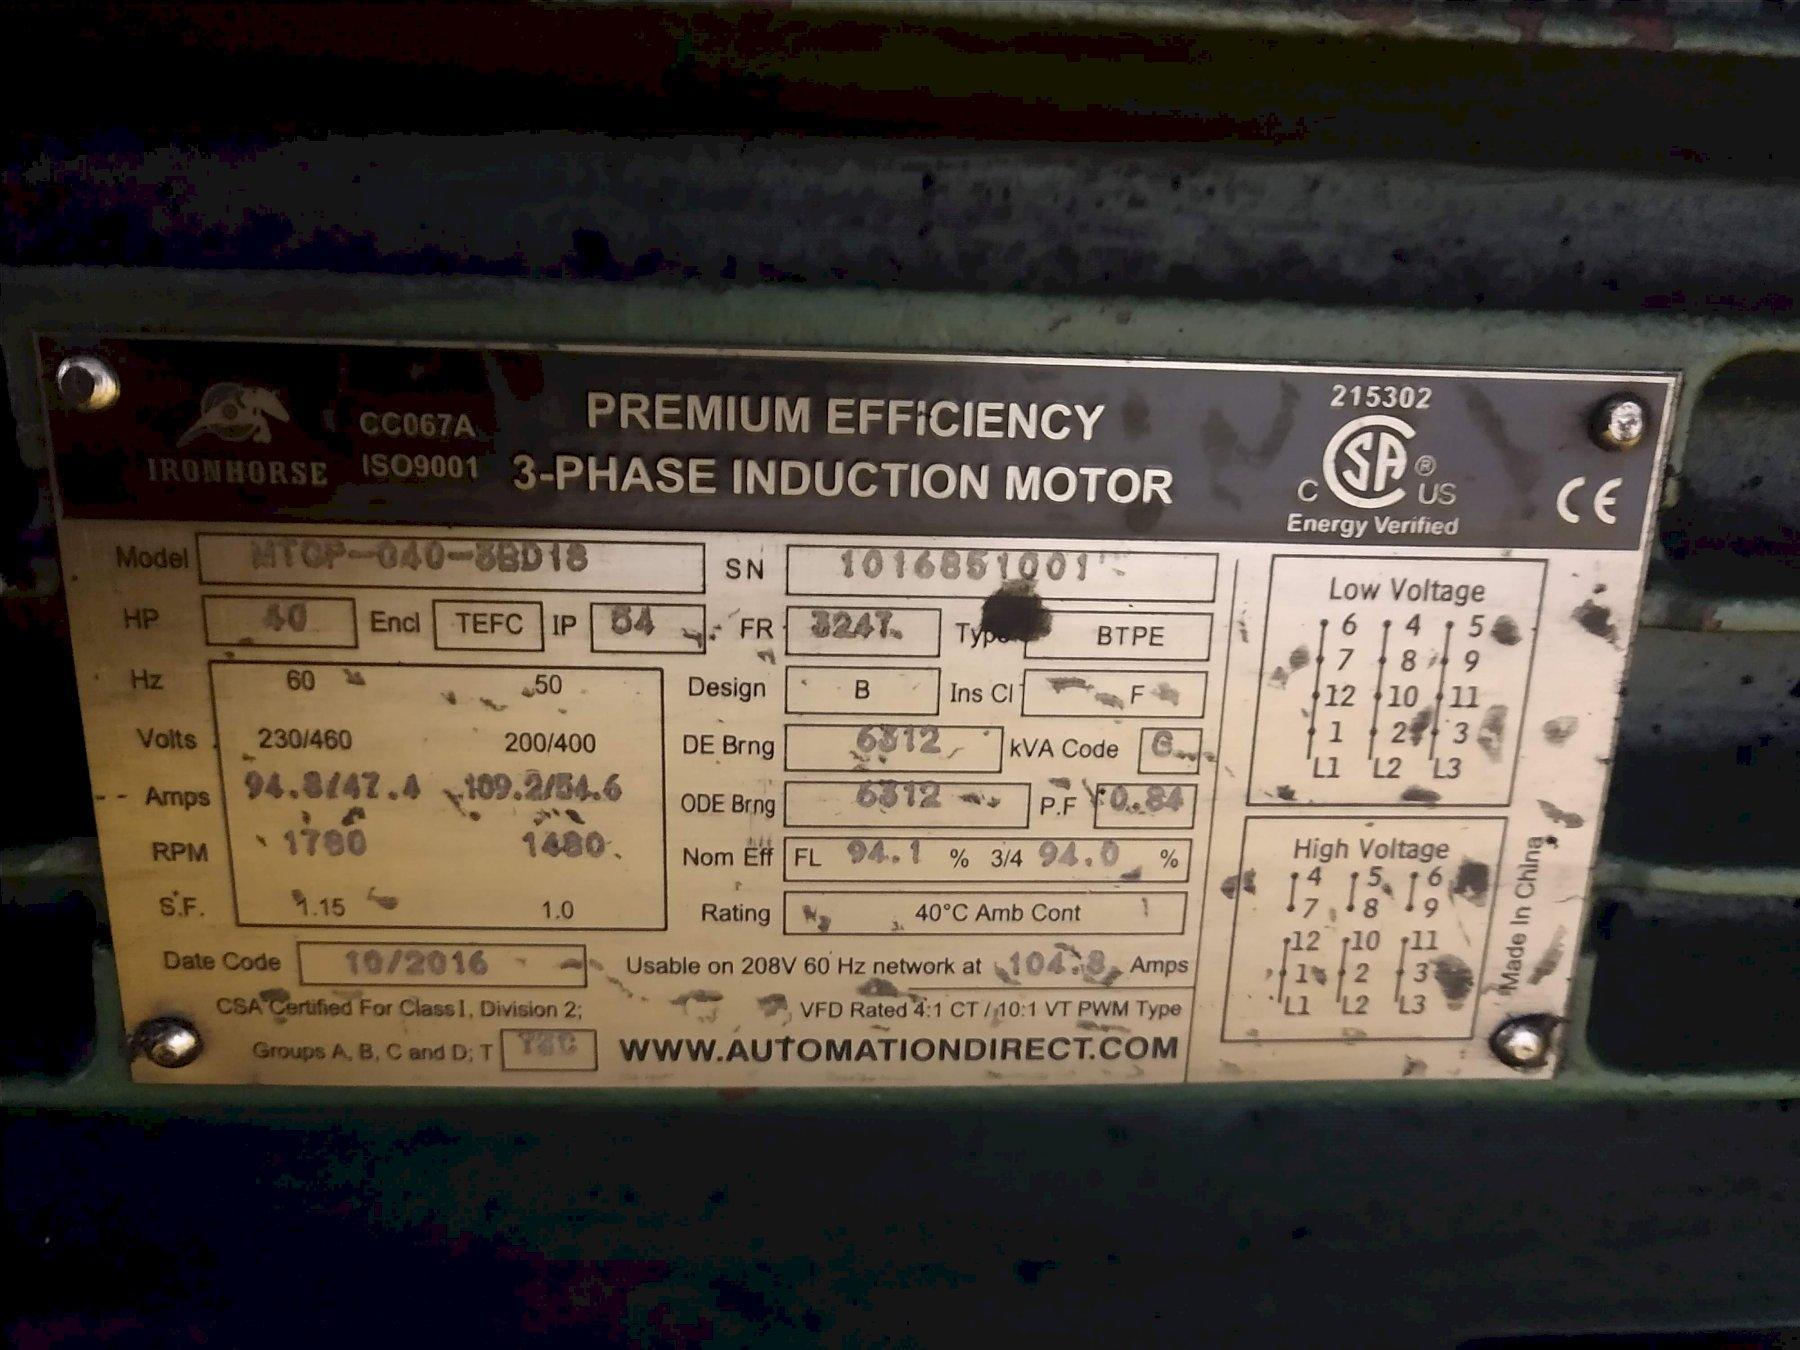 IRONHORSE
CC067A
ISO9001
PREMIUM EFFICIENCY
3-PHASE INDUCTION MOTOR
215302
CSA ®
C US
Energy Verified
CE
Model MTCP-040-3BD18 SN 1016851001
HP 40 Encl TEFC IP 54 FR 324T Type BTPE
Hz 60 50 Design B Ins Cl F
Volts 230/460 200/400 DE Brng 6312 kVA Code G
Amps 94.8/47.4 109.2/54.6 ODE Brng 6312 P.F 0.84
RPM 1780 1480 Nom Eff FL 94.1 % 3/4 94.0 %
S.F. 1.15 1.0 Rating 40°C Amb Cont
Date Code 10/2016 Usable on 208V 60 Hz network at 104.8 Amps
CSA Certified For Class I, Division 2; VFD Rated 4:1 CT / 10:1 VT PWM Type
Groups A, B, C and D; T WWW.AUTOMATIONDIRECT.COM
Low Voltage
6 4 5
7 8 9
12 10 11
1 2 3
L1 L2 L3
High Voltage
4 5 6
7 8 9
12 10 11
1 2 3
L1 L2 L3
Made In China